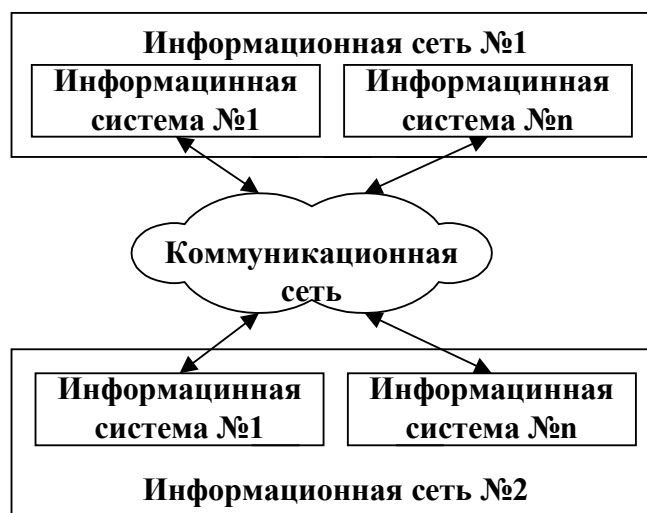 Информационная сеть №1
Информацинная
система №1
Информацинная
система №n
Коммуникационная
сеть
Информацинная
система №1
Информацинная
система №n
Информационная сеть №2